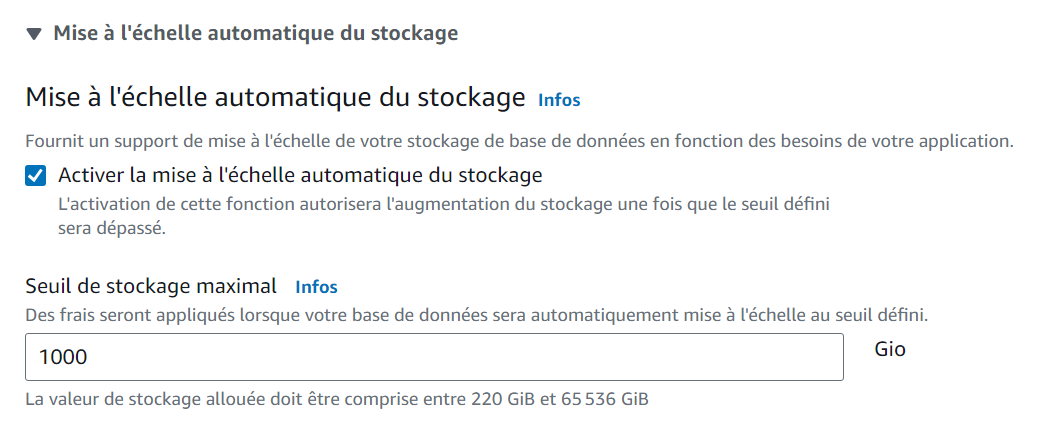 Mise à l'échelle automatique du stockage
Mise à l'échelle automatique du stockage Infos
Fournit un support de mise à l'échelle de votre stockage de base de données en fonction des besoins de votre application.
Activer la mise à l'échelle automatique du stockage
L'activation de cette fonction autorisera l'augmentation du stockage une fois que le seuil défini
sera dépassé.
Seuil de stockage maximal Infos
Des frais seront appliqués lorsque votre base de données sera automatiquement mise à l'échelle au seuil défini.
1000 Gio
La valeur de stockage allouée doit être comprise entre 220 GiB et 65 536 GiB